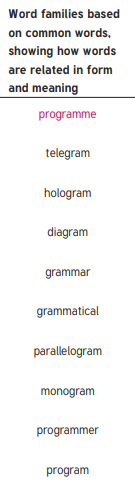 Word families based
on common words,
showing how words
are related in form
and meaning
programme
telegram
hologram
diagram
grammar
grammatical
parallelogram
monogram
programmer
program